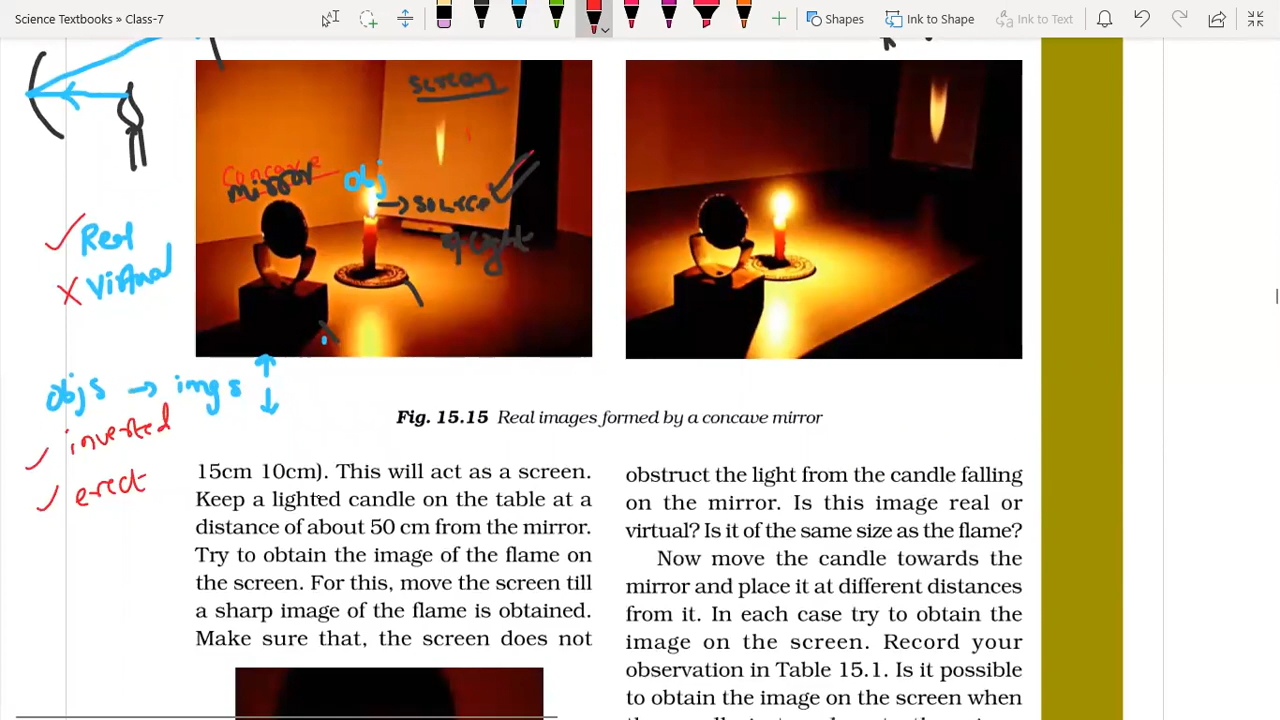 Science Textbooks » Class-7
Shapes
Ink to Shape
Ink to Text
Screen
Concave
mirror
obj
source
of light
Real
Virtual
objs → imgs
inverted
erect
Fig. 15.15 Real images formed by a concave mirror
15cm 10cm). This will act as a screen.
Keep a lighted candle on the table at a
distance of about 50 cm from the mirror.
Try to obtain the image of the flame on
the screen. For this, move the screen till
a sharp image of the flame is obtained.
Make sure that, the screen does not
obstruct the light from the candle falling
on the mirror. Is this image real or
virtual? Is it of the same size as the flame?
Now move the candle towards the
mirror and place it at different distances
from it. In each case try to obtain the
image on the screen. Record your
observation in Table 15.1. Is it possible
to obtain the image on the screen when